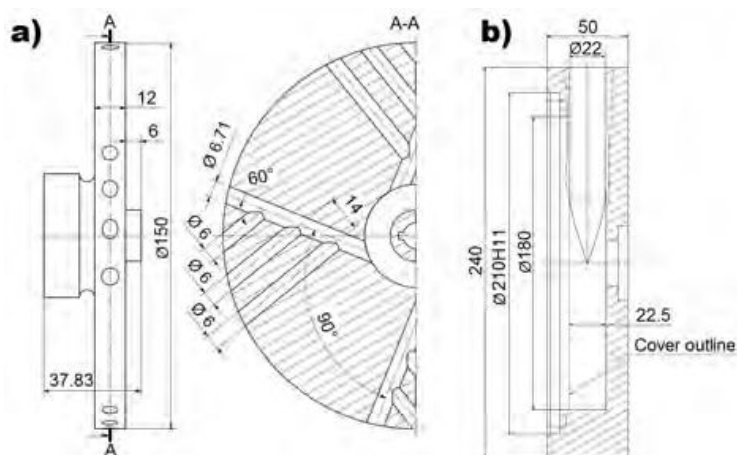 a)
A
A-A
b)
50
Ø22
12
6
Ø 6.71
60°
14
Ø150
Ø 6
Ø 6
Ø 6
90°
240
Ø210H11
Ø180
22.5
Cover outline
37.83
A